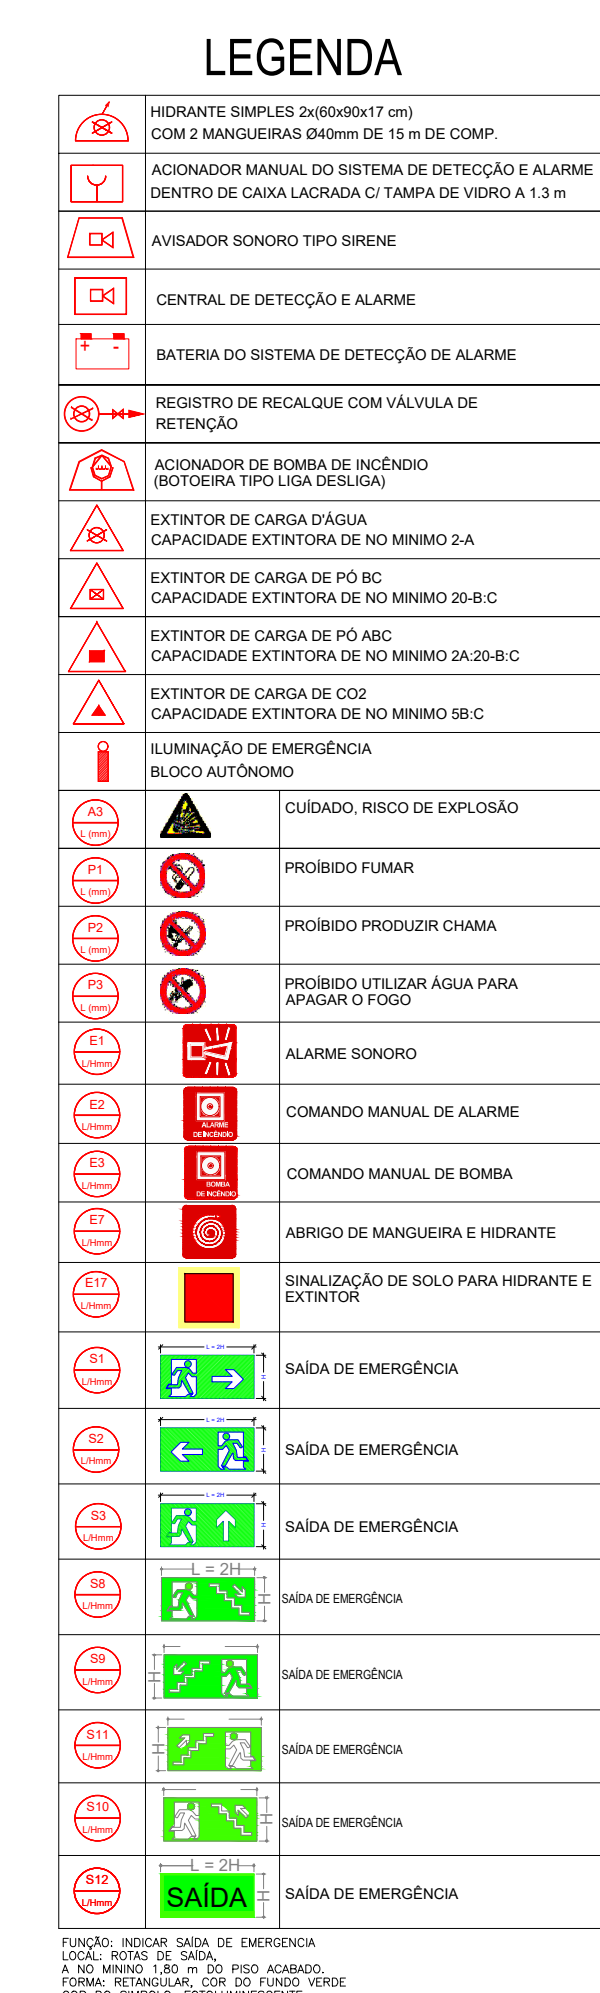 LEGENDA
HIDRANTE SIMPLES 2x(60x90x17 cm)
COM 2 MANGUEIRAS Ø40mm DE 15 m DE COMP.
ACIONADOR MANUAL DO SISTEMA DE DETECÇÃO E ALARME
DENTRO DE CAIXA LACRADA C/ TAMPA DE VIDRO A 1.3 m
AVISADOR SONORO TIPO SIRENE
CENTRAL DE DETECÇÃO E ALARME
+ -
BATERIA DO SISTEMA DE DETECÇÃO DE ALARME
REGISTRO DE RECALQUE COM VÁLVULA DE
RETENÇÃO
ACIONADOR DE BOMBA DE INCÊNDIO
(BOTOEIRA TIPO LIGA DESLIGA)
EXTINTOR DE CARGA D'ÁGUA
CAPACIDADE EXTINTORA DE NO MINIMO 2-A
EXTINTOR DE CARGA DE PÓ BC
CAPACIDADE EXTINTORA DE NO MINIMO 20-B:C
EXTINTOR DE CARGA DE PÓ ABC
CAPACIDADE EXTINTORA DE NO MINIMO 2A:20-B:C
EXTINTOR DE CARGA DE CO2
CAPACIDADE EXTINTORA DE NO MINIMO 5B:C
ILUMINAÇÃO DE EMERGÊNCIA
BLOCO AUTÔNOMO
A3
L (mm)
CUÍDADO, RISCO DE EXPLOSÃO
P1
L (mm)
PROÍBIDO FUMAR
P2
L (mm)
PROÍBIDO PRODUZIR CHAMA
P3
L (mm)
PROÍBIDO UTILIZAR ÁGUA PARA
APAGAR O FOGO
E1
L/Hmm
ALARME SONORO
E2
L/Hmm
ALARME
DE INCÊNDIO
COMANDO MANUAL DE ALARME
E3
L/Hmm
BOMBA
DE INCÊNDIO
COMANDO MANUAL DE BOMBA
E7
L/Hmm
ABRIGO DE MANGUEIRA E HIDRANTE
E17
L/Hmm
SINALIZAÇÃO DE SOLO PARA HIDRANTE E
EXTINTOR
S1
L/Hmm
L = 2H
H
SAÍDA DE EMERGÊNCIA
S2
L/Hmm
L = 2H
H
SAÍDA DE EMERGÊNCIA
S3
L/Hmm
L = 2H
H
SAÍDA DE EMERGÊNCIA
S8
L/Hmm
L = 2H
H
SAÍDA DE EMERGÊNCIA
S9
L/Hmm
H
SAÍDA DE EMERGÊNCIA
S11
L/Hmm
H
SAÍDA DE EMERGÊNCIA
S10
L/Hmm
H
SAÍDA DE EMERGÊNCIA
S12
L/Hmm
L = 2H
SAÍDA
H
SAÍDA DE EMERGÊNCIA
FUNÇÃO: INDICAR SAÍDA DE EMERGENCIA
LOCAL: ROTAS DE SAÍDA,
A NO MININO 1,80 m DO PISO ACABADO.
FORMA: RETANGULAR, COR DO FUNDO VERDE
COR DO SIMBOLO: FOTOLUMINESCENTE